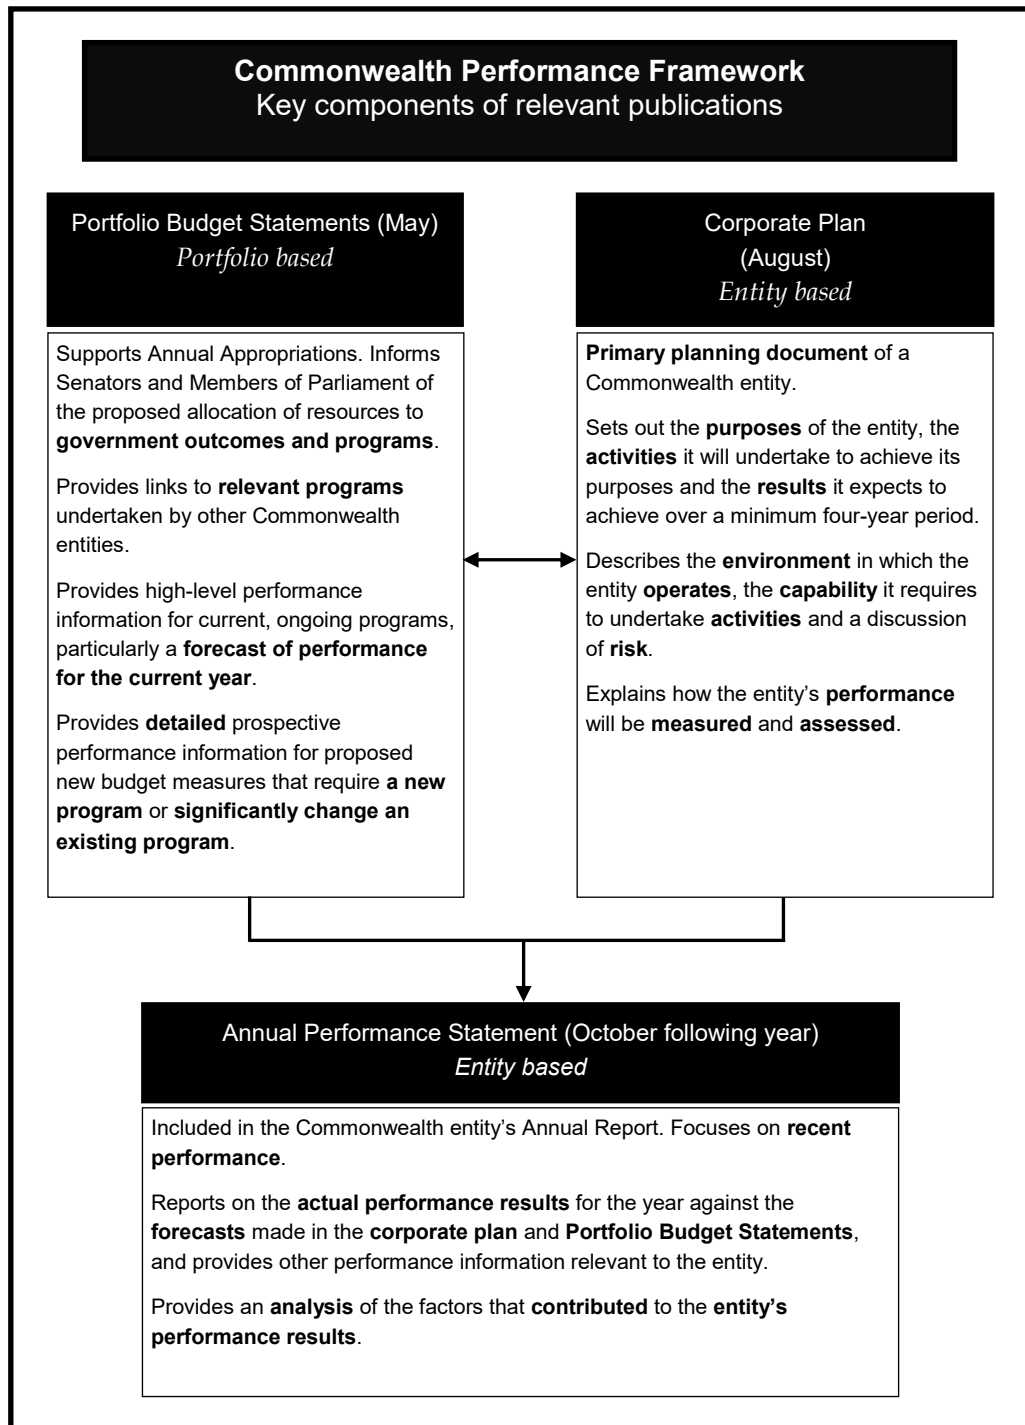 Commonwealth Performance Framework
Key components of relevant publications
Portfolio Budget Statements (May)
Portfolio based
Supports Annual Appropriations. Informs
Senators and Members of Parliament of
the proposed allocation of resources to
government outcomes and programs.
Provides links to relevant programs
undertaken by other Commonwealth
entities.
Provides high-level performance
information for current, ongoing programs,
particularly a forecast of performance
for the current year.
Provides detailed prospective
performance information for proposed
new budget measures that require a new
program or significantly change an
existing program.
Corporate Plan
(August)
Entity based
Primary planning document of a
Commonwealth entity.
Sets out the purposes of the entity, the
activities it will undertake to achieve its
purposes and the results it expects to
achieve over a minimum four-year period.
Describes the environment in which the
entity operates, the capability it requires
to undertake activities and a discussion
of risk.
Explains how the entity’s performance
will be measured and assessed.
Annual Performance Statement (October following year)
Entity based
Included in the Commonwealth entity’s Annual Report. Focuses on recent
performance.
Reports on the actual performance results for the year against the
forecasts made in the corporate plan and Portfolio Budget Statements,
and provides other performance information relevant to the entity.
Provides an analysis of the factors that contributed to the entity’s
performance results.